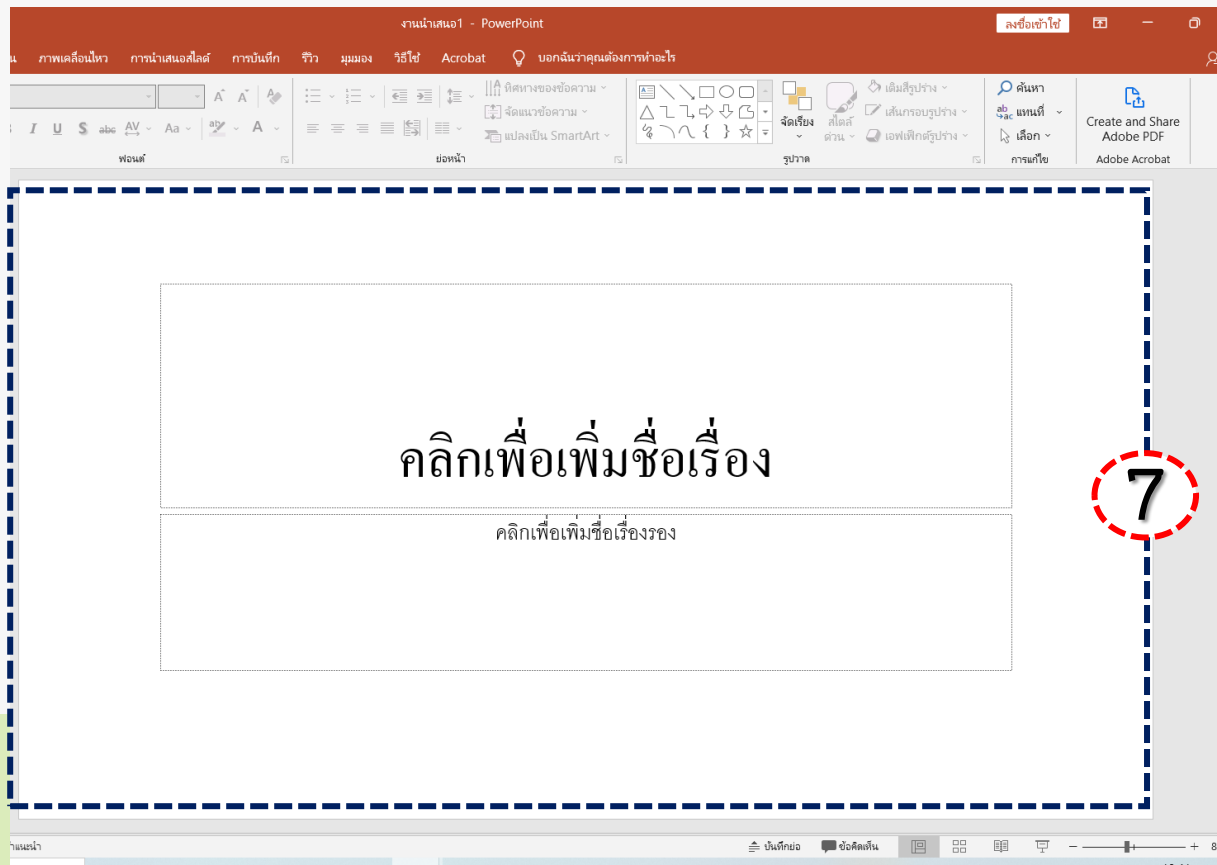 งานนำเสนอ1 - PowerPoint
ลงชื่อเข้าใช้
ภาพเคลื่อนไหว การนำเสนอสไลด์ การบันทึก รีวิว มุมมอง วิธีใช้ Acrobat บอกฉันว่าคุณต้องการทำอะไร
ทิศทางของข้อความ
จัดแนวข้อความ
แปลงเป็น SmartArt
จัดเรียง
สไตล์
ด่วน
เติมสีรูปร่าง
เส้นกรอบรูปร่าง
เอฟเฟ็กต์รูปร่าง
ค้นหา
แทนที่
เลือก
Create and Share
Adobe PDF
I U S abc AV Aa A
ฟอนต์ ย่อหน้า รูปวาด การแก้ไข Adobe Acrobat
คลิกเพื่อเพิ่มชื่อเรื่อง
7
คลิกเพื่อเพิ่มชื่อเรื่องรอง
บันทึกย่อ ข้อคิดเห็น